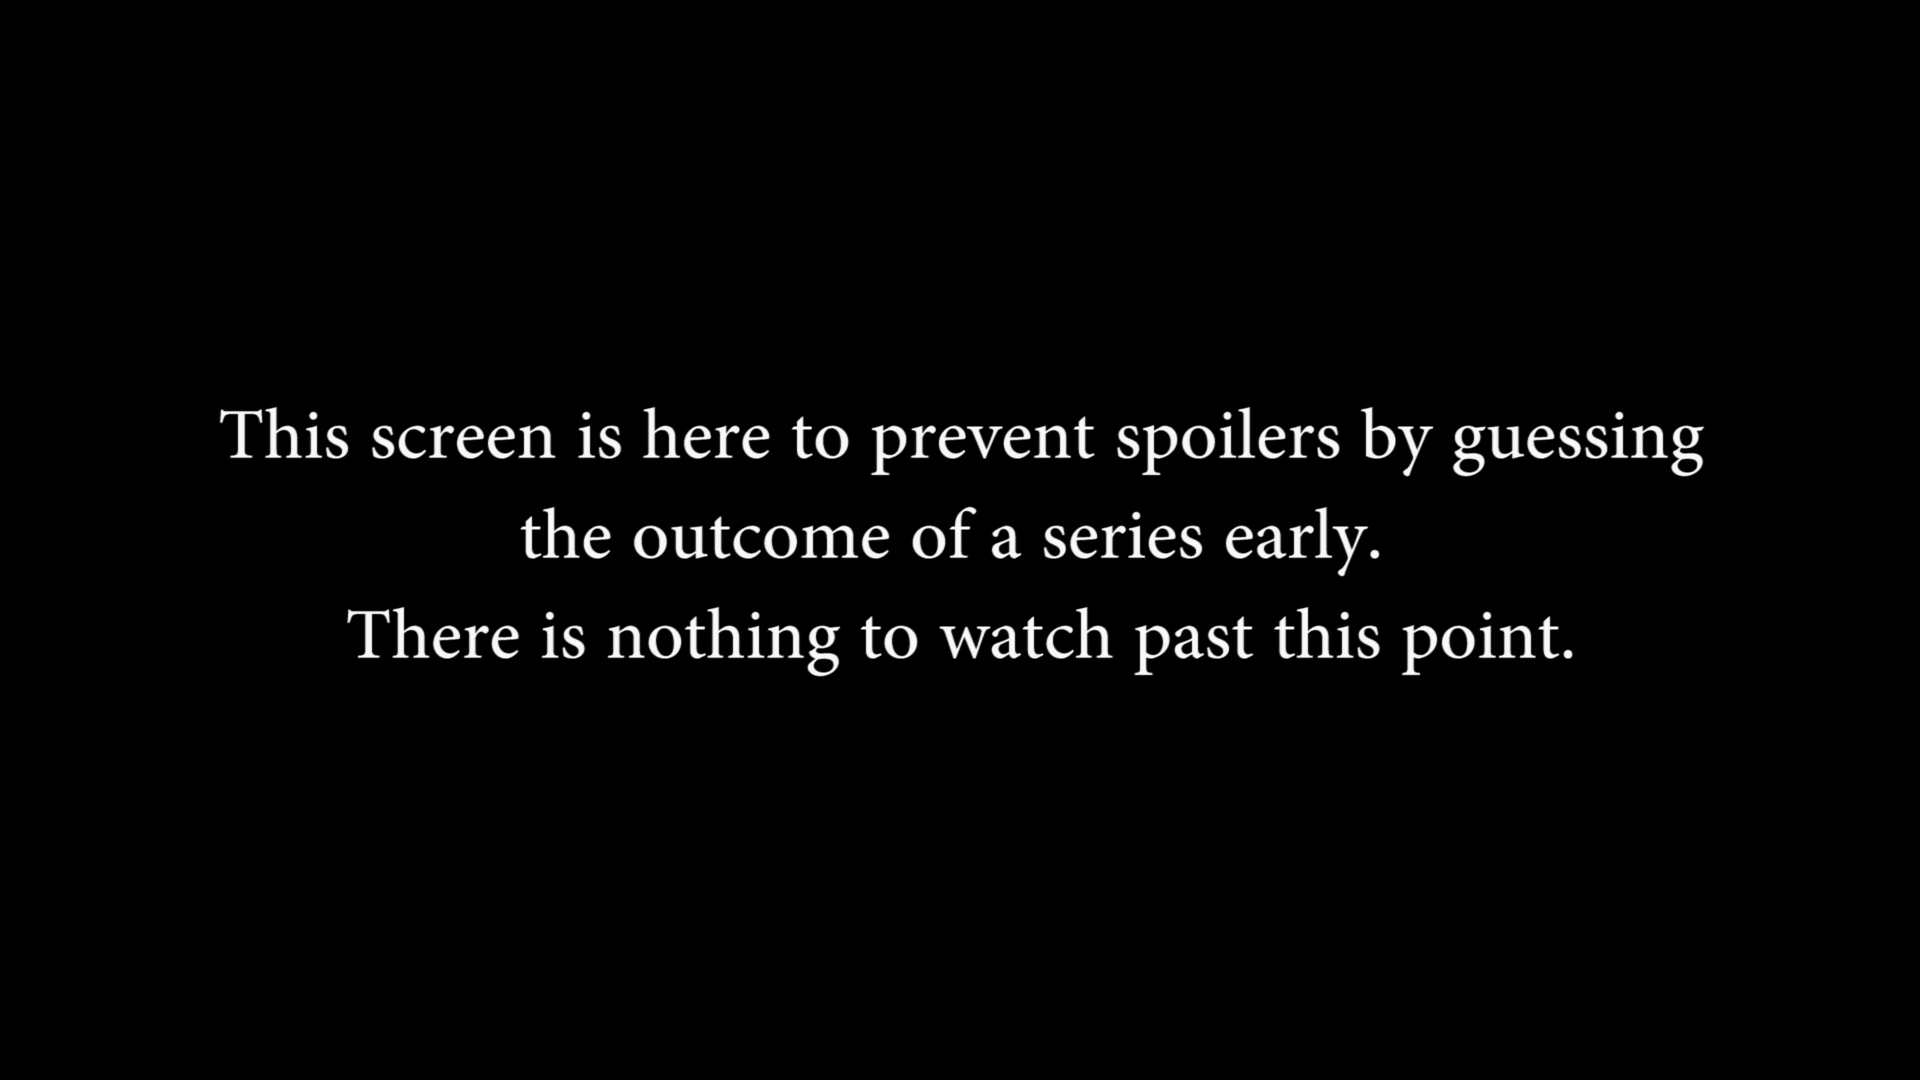 This screen is here to prevent spoilers by guessing
the outcome of a series early.
There is nothing to watch past this point.